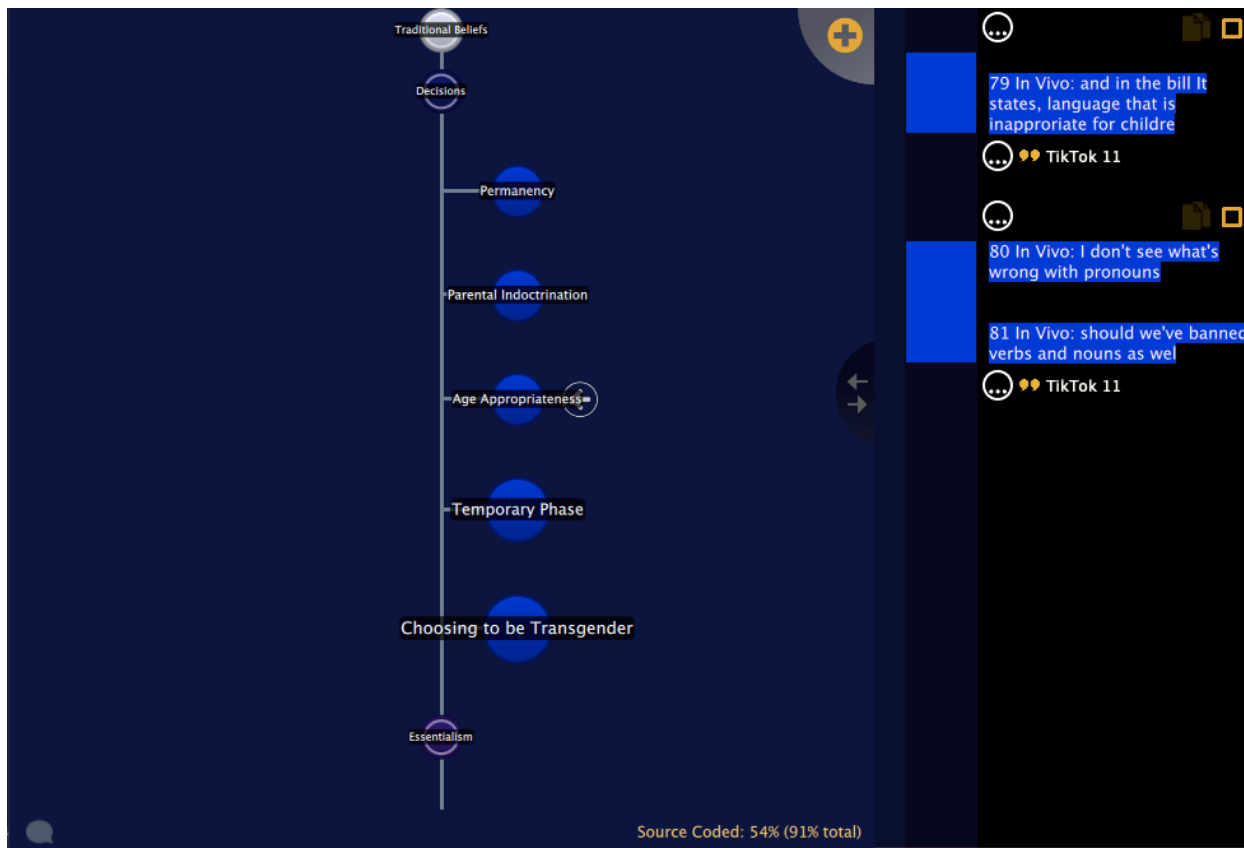 Traditional Beliefs
Decisions
Permanency
Parental Indoctrination
Age Appropriateness
Temporary Phase
Choosing to be Transgender
Essentialism
Source Coded: 54% (91% total)
79 In Vivo: and in the bill It
states, language that is
inapproriate for childre
TikTok 11
80 In Vivo: I don't see what's
wrong with pronouns
81 In Vivo: should we've banned
verbs and nouns as wel
TikTok 11